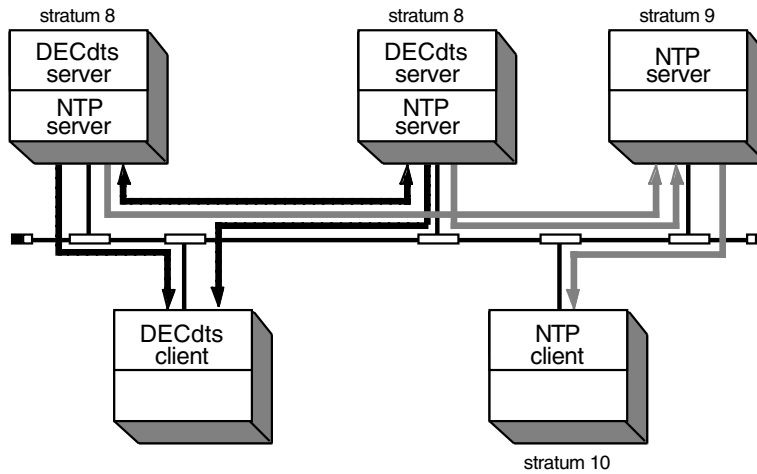 stratum 8
stratum 8
stratum 9
DECdts
server
NTP
server
DECdts
server
NTP
server
NTP
server
DECdts
client
NTP
client
stratum 10